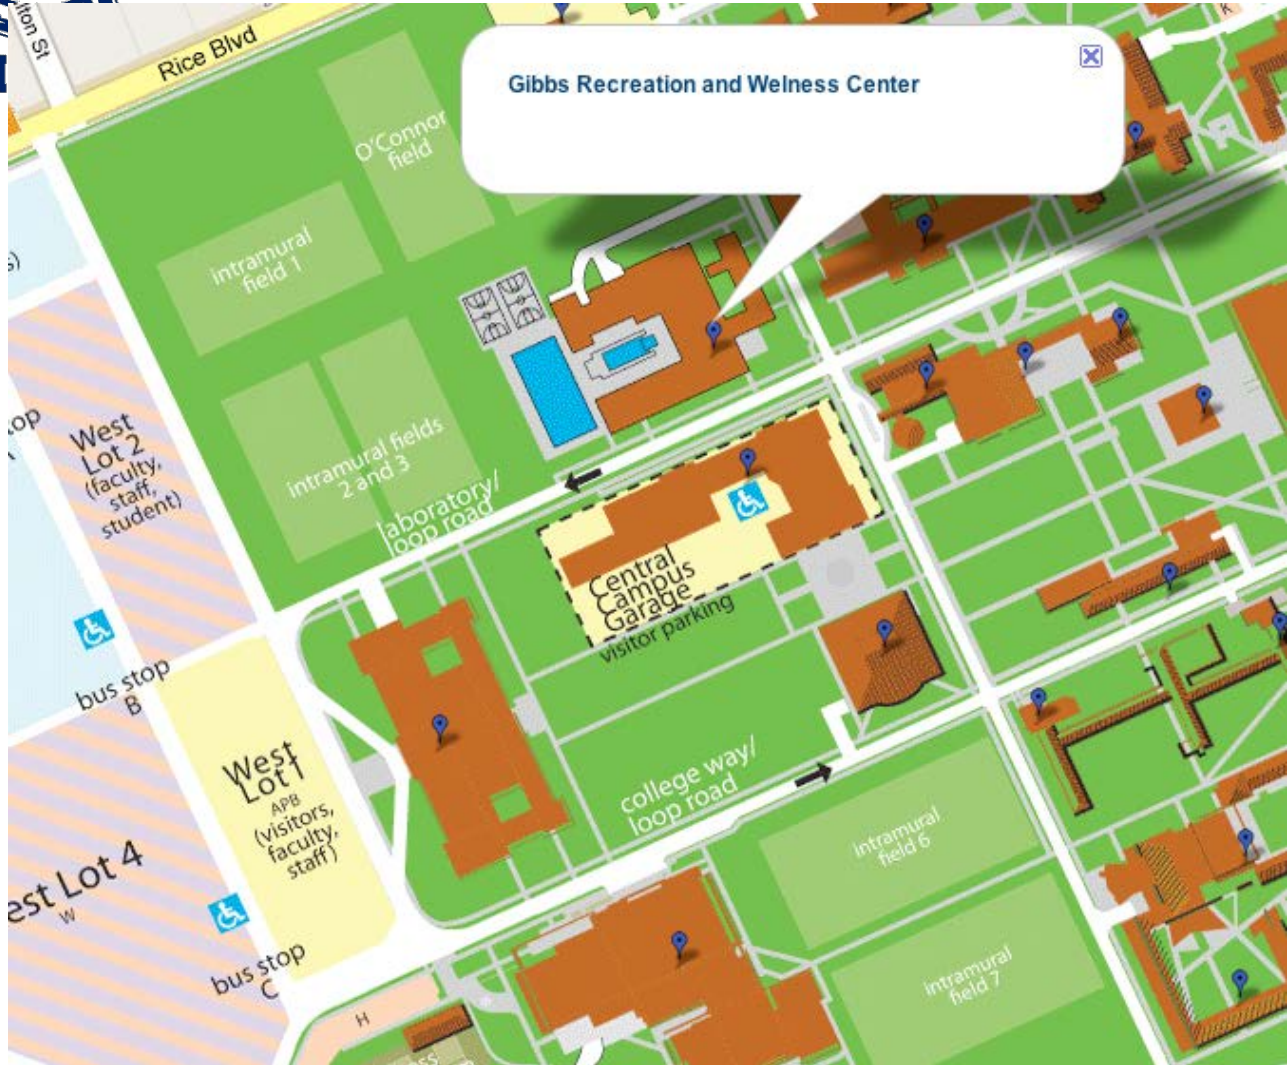 Rice Blvd
Gibbs Recreation and Welness Center
K
O'Connor
field
intramural
field 1
intramural fields
2 and 3
laboratory/
loop road
West
Lot 2
(faculty,
staff,
student)
Central
Campus
Garage
visitor parking
bus stop
B
West
Lot 1
APB
(visitors,
faculty,
staff)
college way/
loop road
intramural
field 6
intramural
field 7
Lot 4
W
bus stop
C
H